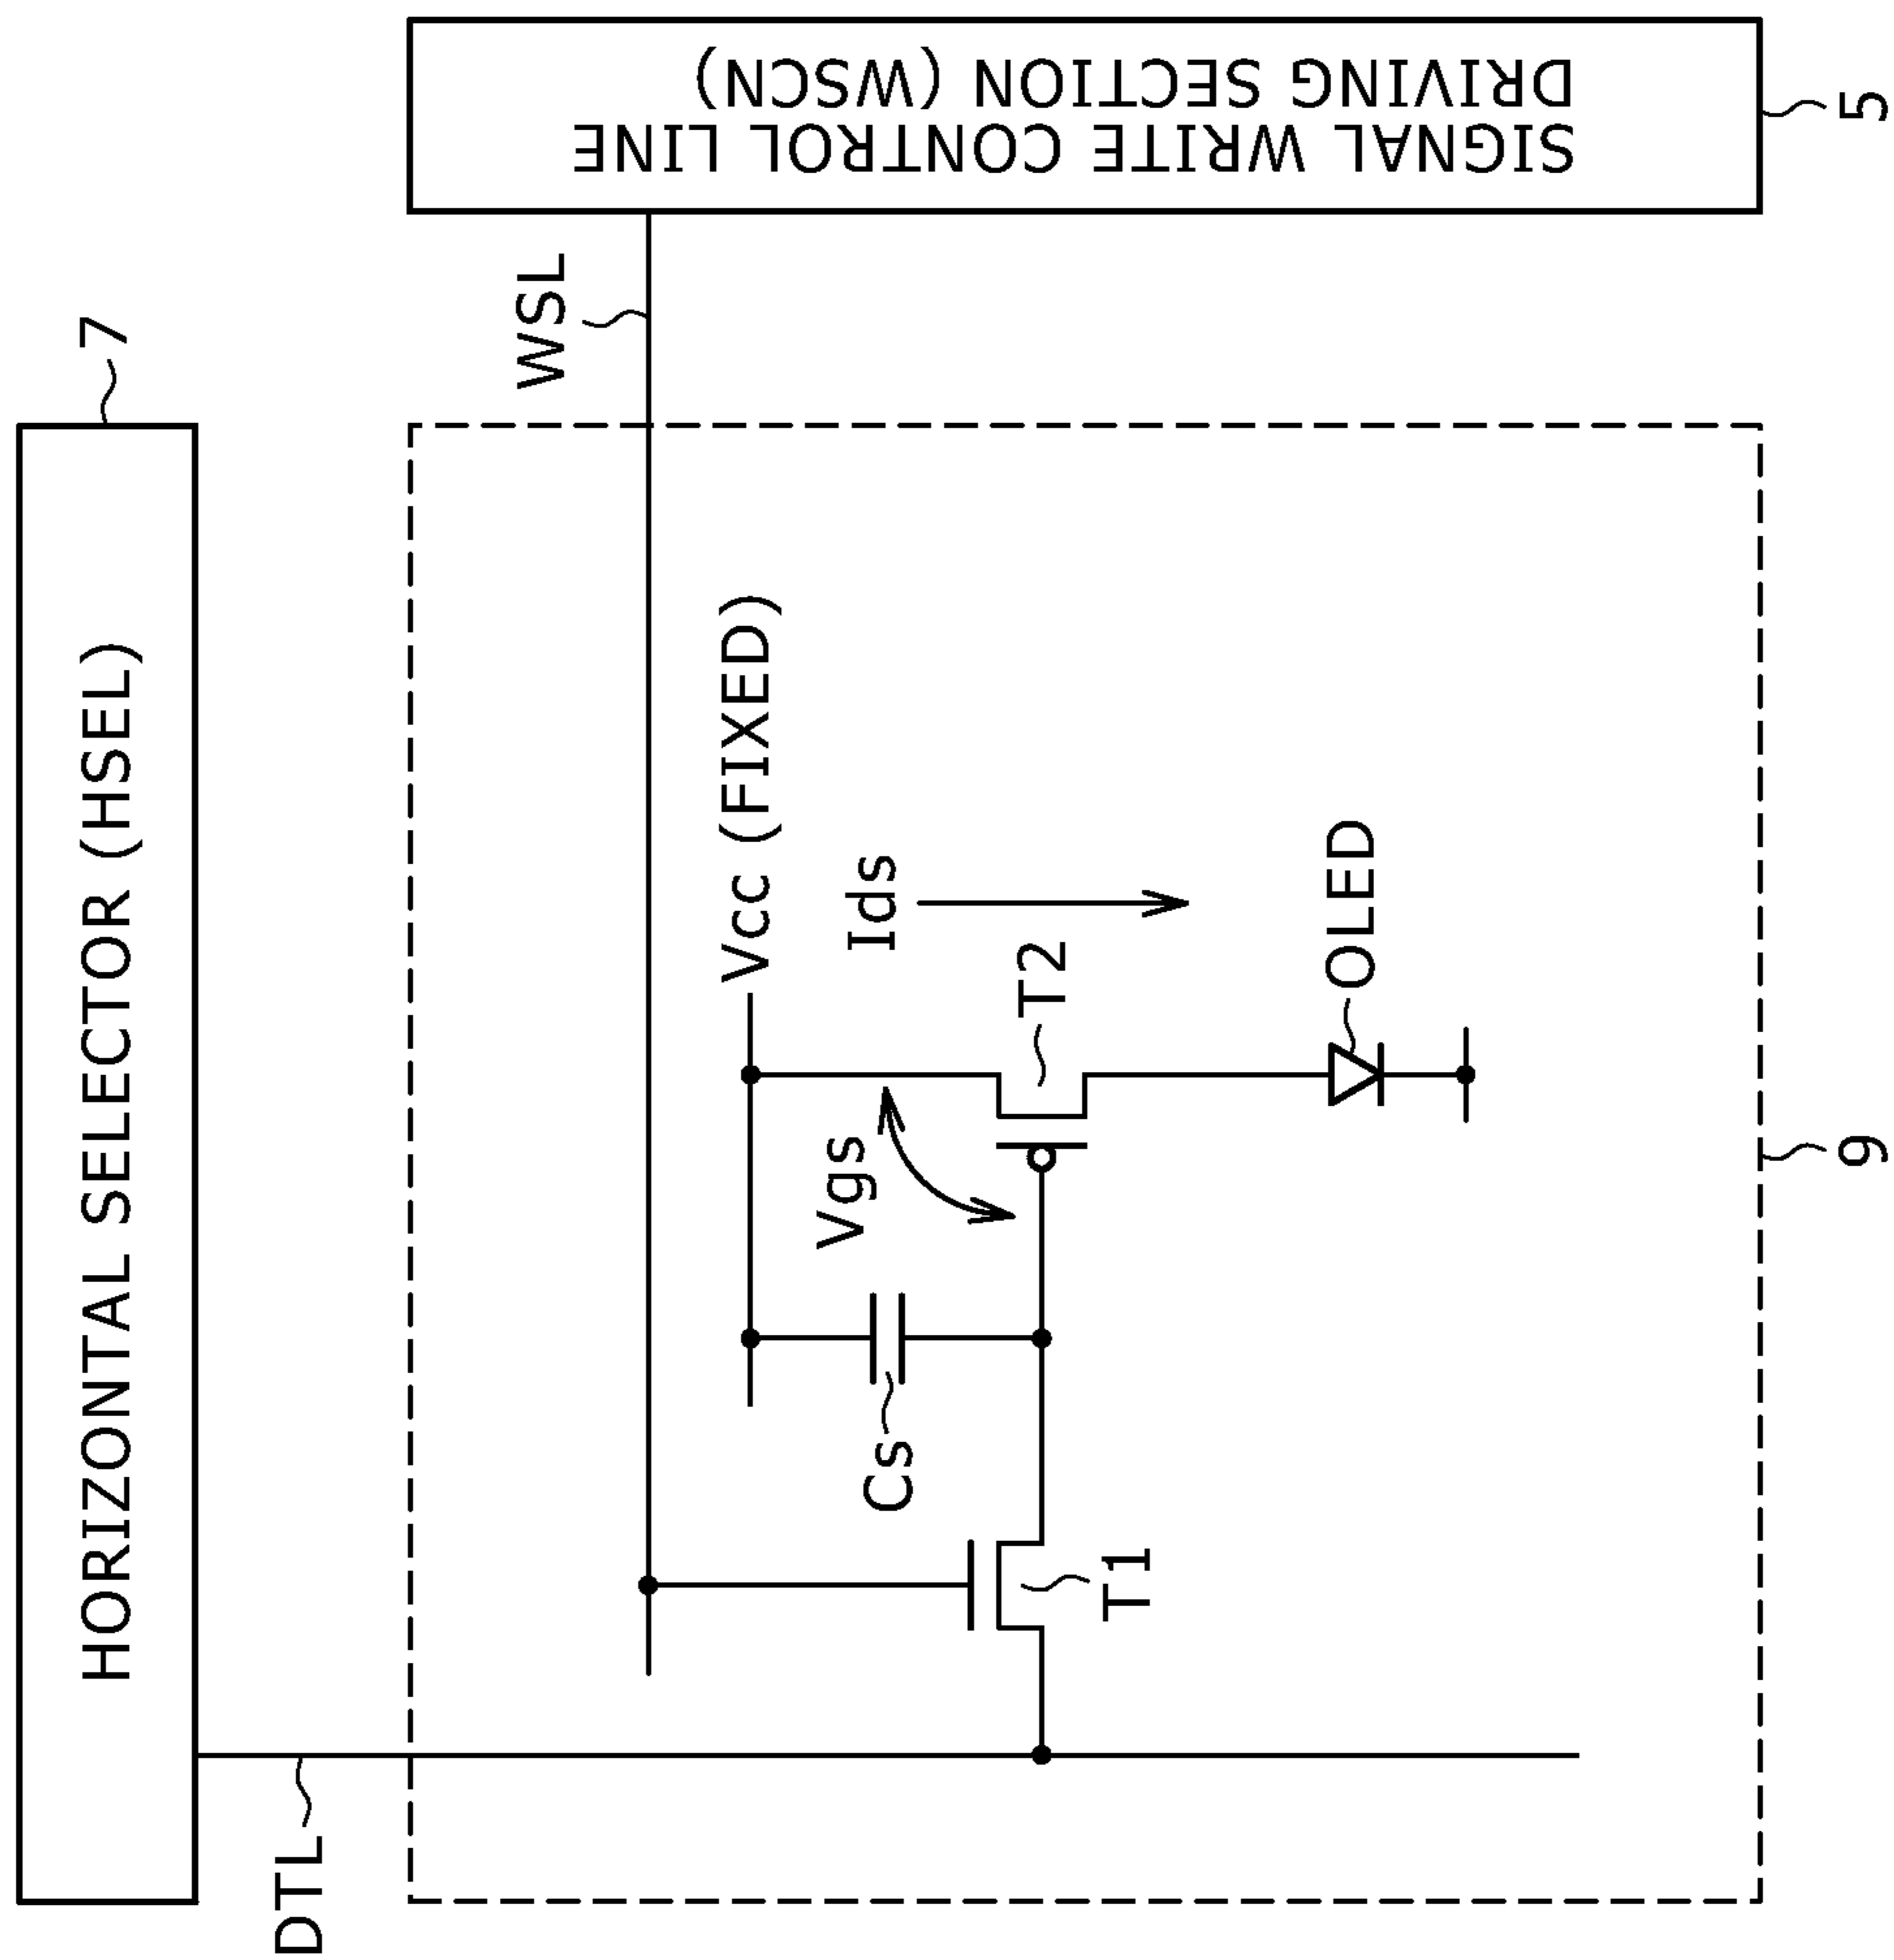 HORIZONTAL SELECTOR (HSEL)
7
DTL
WSL
SIGNAL WRITE CONTROL LINE
DRIVING SECTION (WSCN)
5
Vcc (FIXED)
Ids
Vgs
Cs
T2
T1
OLED
9